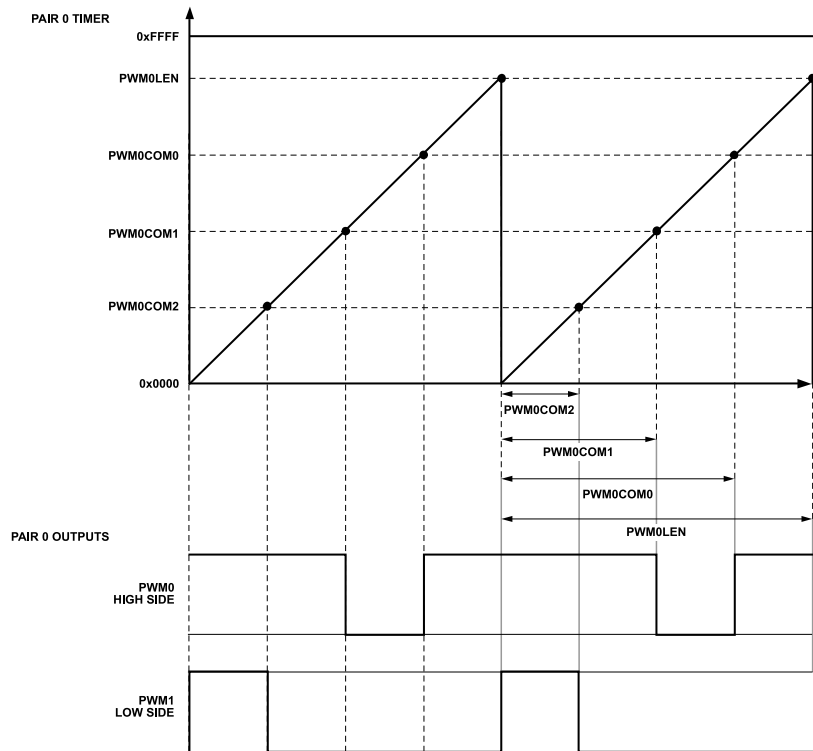 PAIR 0 TIMER
0xFFFF
PWM0LEN
PWM0COM0
PWM0COM1
PWM0COM2
0x0000
PWM0COM2
PWM0COM1
PWM0COM0
PWM0LEN
PAIR 0 OUTPUTS
PWM0
HIGH SIDE
PWM1
LOW SIDE